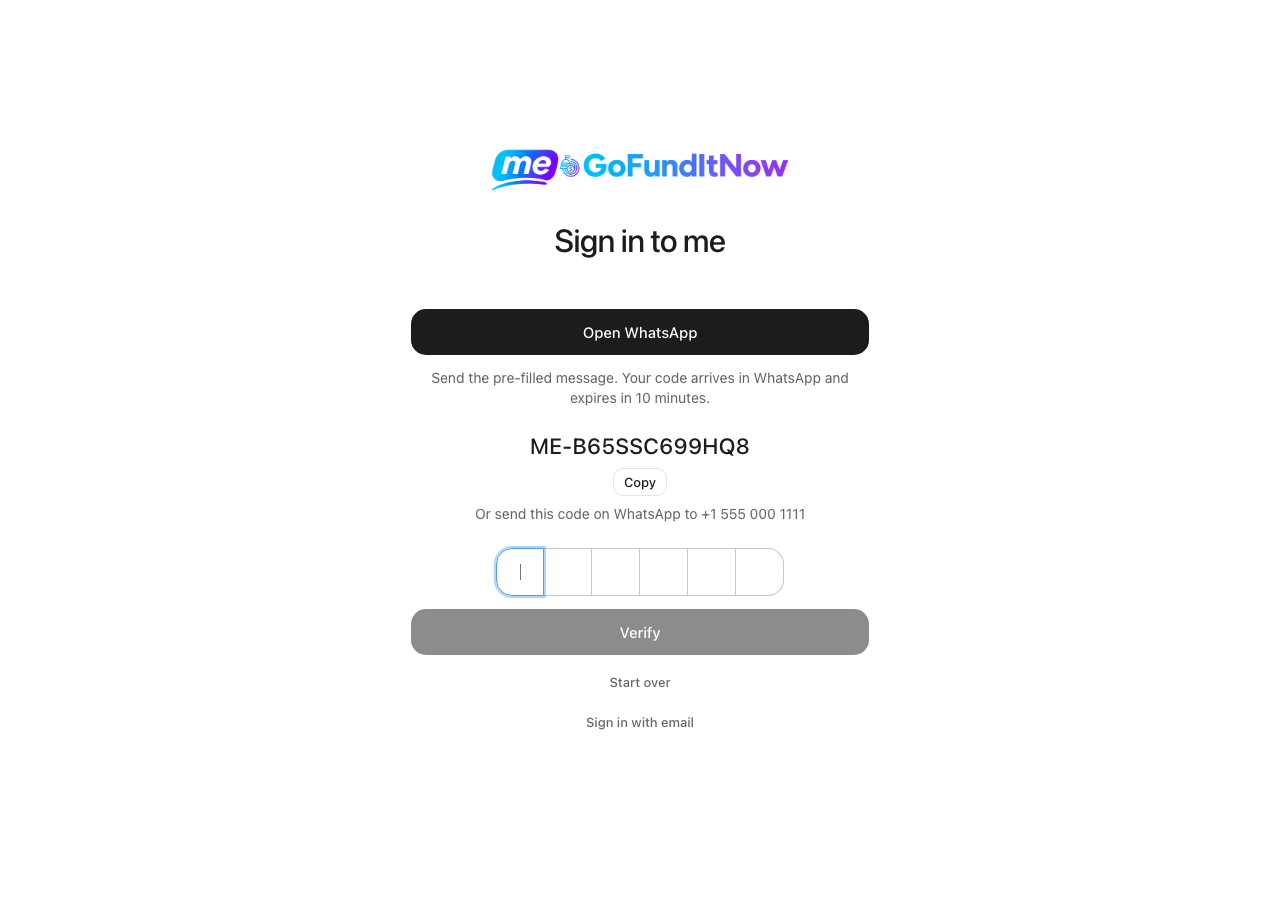 me GoFundItNow
Sign in to me
Open WhatsApp
Send the pre-filled message. Your code arrives in WhatsApp and
expires in 10 minutes.
ME-B65SSC699HQ8
Copy
Or send this code on WhatsApp to +1 555 000 1111
Verify
Start over
Sign in with email